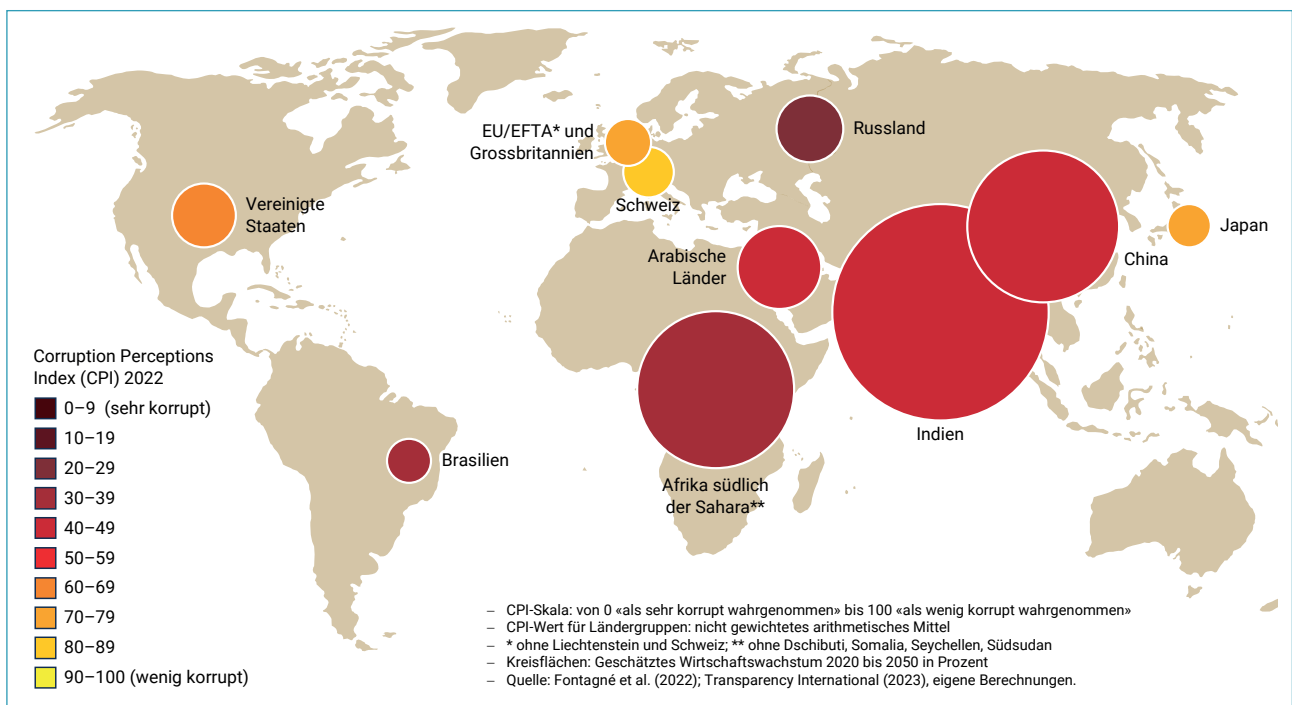 EU/EFTA* und
Grossbritannien
Russland
Vereinigte
Staaten
Schweiz
Japan
Arabische
Länder
China
Corruption Perceptions
Index (CPI) 2022
0–9 (sehr korrupt)
10–19
20–29
30–39
40–49
50–59
60–69
70–79
80–89
90–100 (wenig korrupt)
Indien
Brasilien
Afrika südlich
der Sahara**
– CPI-Skala: von 0 «als sehr korrupt wahrgenommen» bis 100 «als wenig korrupt wahrgenommen»
– CPI-Wert für Ländergruppen: nicht gewichtetes arithmetisches Mittel
– * ohne Liechtenstein und Schweiz; ** ohne Dschibuti, Somalia, Seychellen, Südsudan
– Kreisflächen: Geschätztes Wirtschaftswachstum 2020 bis 2050 in Prozent
– Quelle: Fontagné et al. (2022); Transparency International (2023), eigene Berechnungen.